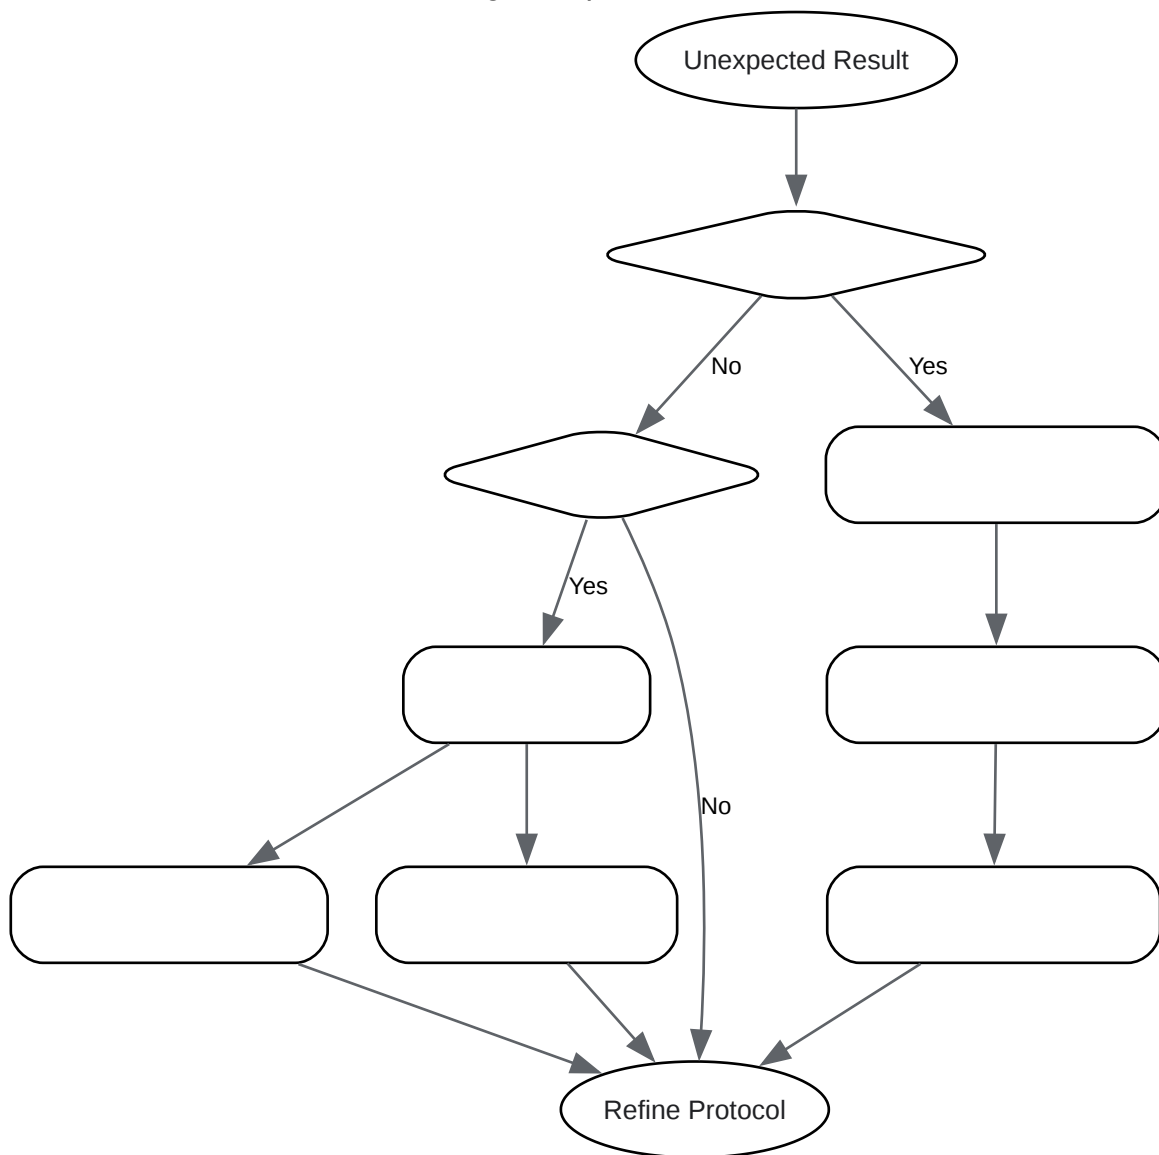 Unexpected Result
No
Yes
Yes
No
Refine Protocol